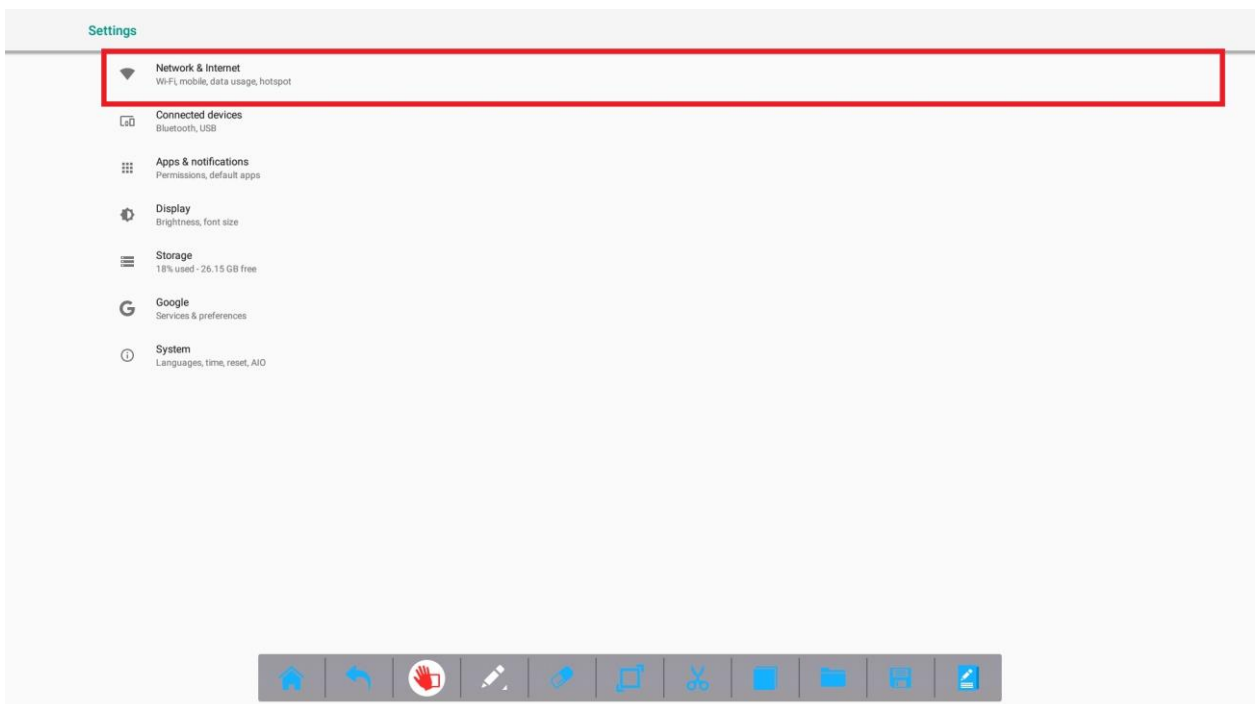 Settings
Network & Internet
Wi-Fi, mobile, data usage, hotspot
Connected devices
Bluetooth, USB
Apps & notifications
Permissions, default apps
Display
Brightness, font size
Storage
18% used - 26.15 GB free
Google
Services & preferences
System
Languages, time, reset, AIO